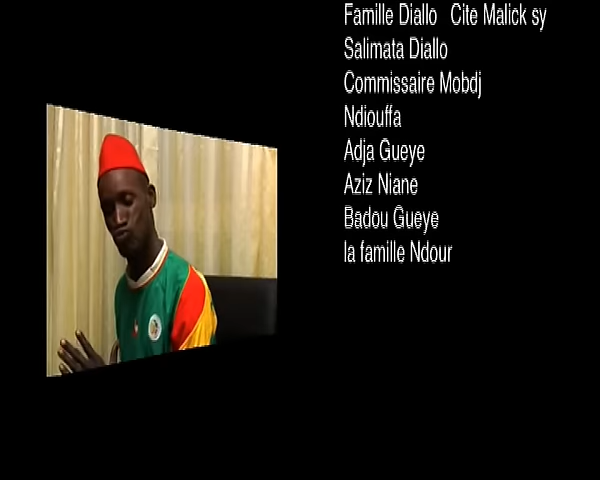 Famille Diallo Cite Malick sy
Salimata Diallo
Commissaire Mobdj
Ndiouffa
Adja Gueye
Aziz Niane
Badou Gueye
la famille Ndour